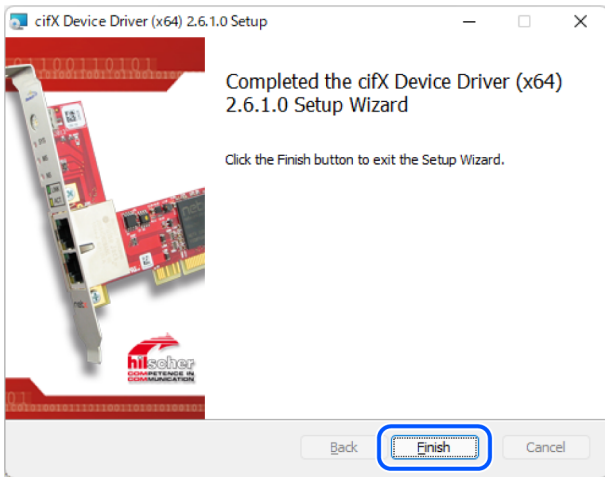 cifX Device Driver (x64) 2.6.1.0 Setup
Completed the cifX Device Driver (x64)
2.6.1.0 Setup Wizard
Click the Finish button to exit the Setup Wizard.
hilscher
COMPETENCE IN
COMMUNICATION
Back Finish Cancel